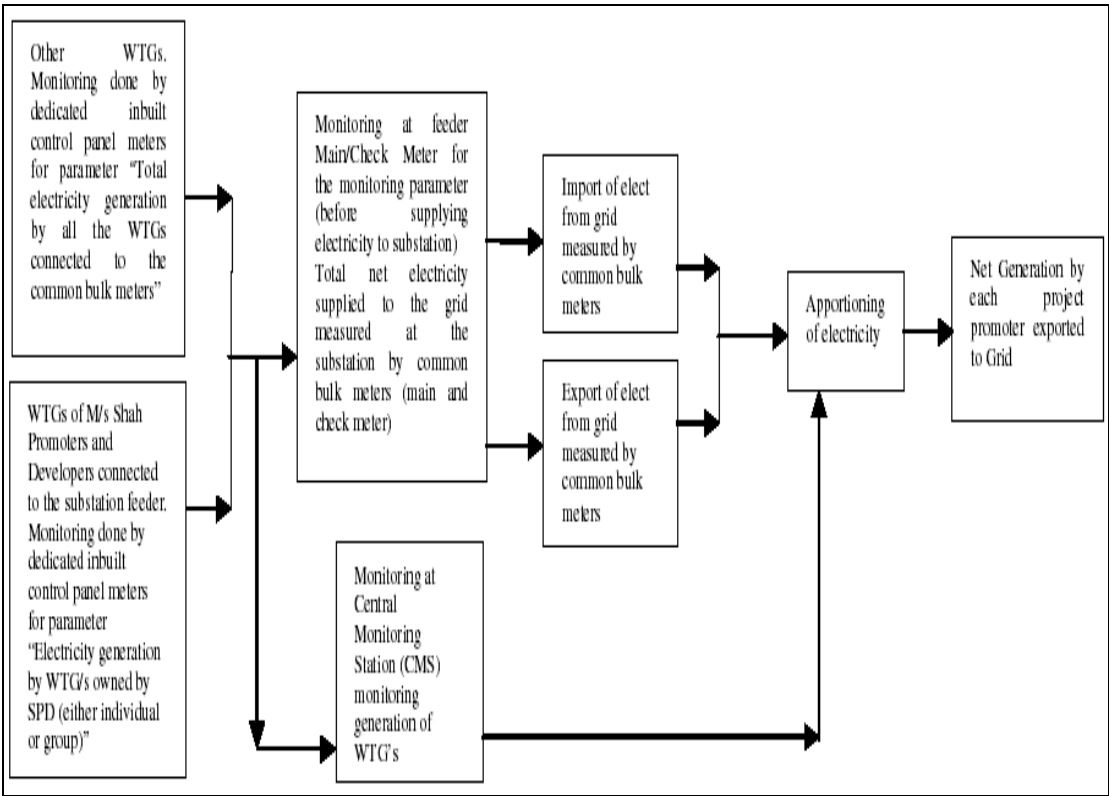 Other WTGs.
Monitoring done by
dedicated inbuilt
control panel meters
for parameter “Total
electricity generation
by all the WTGs
connected to the
common bulk meters”
WTGs of M/s Shah
Promoters and
Developers connected
to the substation feeder.
Monitoring done by
dedicated inbuilt
control panel meters
for parameter
“Electricity generation
by WTG/s owned by
SPD (either individual
or group)”
Monitoring at feeder
Main/Check Meter for
the monitoring parameter
(before supplying
electricity to substation)
Total net electricity
supplied to the grid
measured at the
substation by common
bulk meters (main and
check meter)
Monitoring at
Central
Monitoring
Station (CMS)
monitoring
generation of
WTG’s
Import of elect
from grid
measured by
common bulk
meters
Export of elect
from grid
measured by
common bulk
meters
Apportioning
of electricity
Net Generation by
each project
promoter exported
to Grid